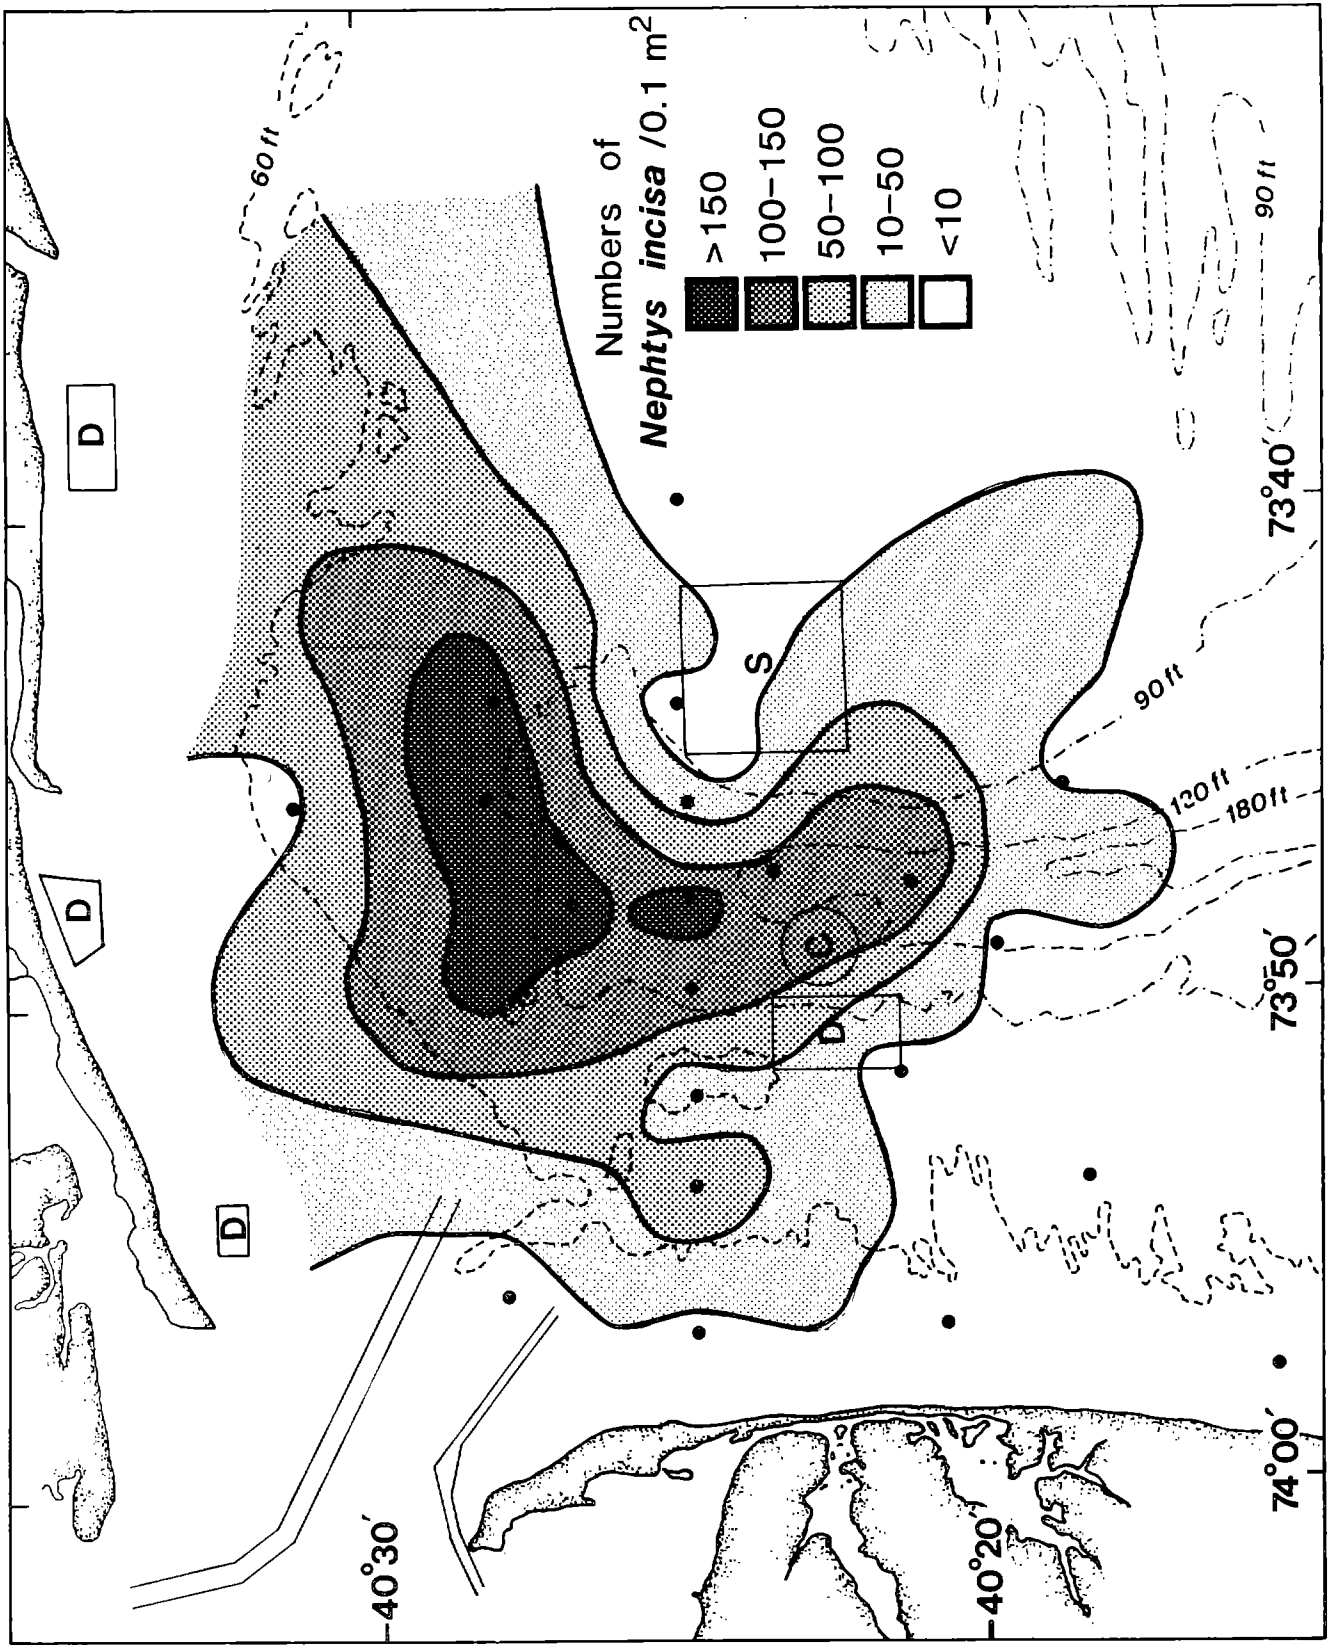 Numbers of
Nephtys incisa /0.1 m²
>150
100–150
50–100
10–50
<10
60 ft
90 ft
90 ft
120 ft
180 ft
D
D
D
D
C
S
40°30′
40°20′
73°40′
73°50′
74°00′